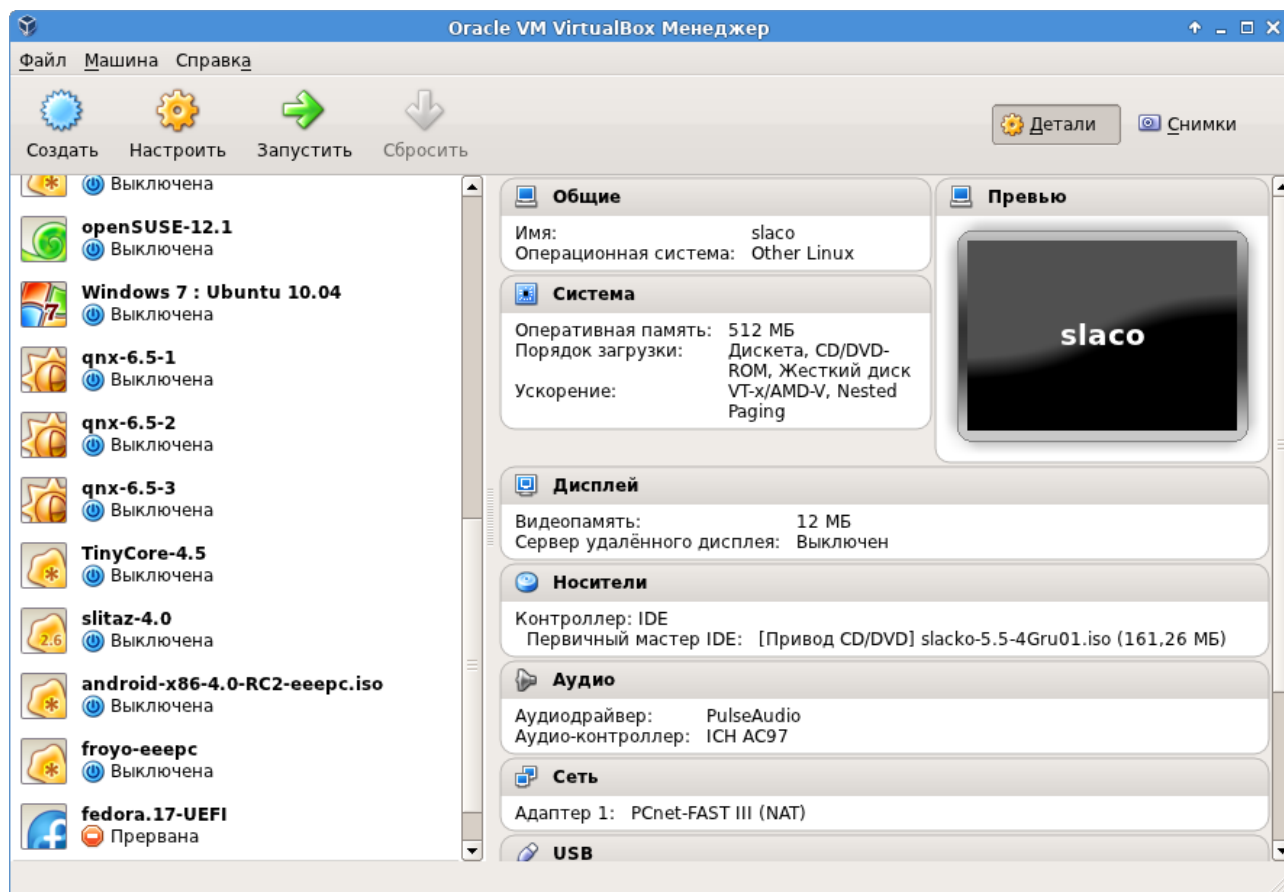 Oracle VM VirtualBox Менеджер
Файл Машина Справка
Создать Настроить Запустить Сбросить
Детали Снимки
Выключена
openSUSE-12.1
Выключена
Windows 7 : Ubuntu 10.04
Выключена
qnx-6.5-1
Выключена
qnx-6.5-2
Выключена
qnx-6.5-3
Выключена
TinyCore-4.5
Выключена
2.6
slitaz-4.0
Выключена
android-x86-4.0-RC2-eeepc.iso
Выключена
froyo-eeepc
Выключена
fedora.17-UEFI
Прервана
Общие
Имя: slaco
Операционная система: Other Linux
Система
Оперативная память: 512 МБ
Порядок загрузки: Дискета, CD/DVD-
ROM, Жесткий диск
Ускорение: VT-x/AMD-V, Nested
Paging
Превью
slaco
Дисплей
Видеопамять: 12 МБ
Сервер удалённого дисплея: Выключен
Носители
Контроллер: IDE
Первичный мастер IDE: [Привод CD/DVD] slacko-5.5-4Gru01.iso (161,26 МБ)
Аудио
Аудиодрайвер: PulseAudio
Аудио-контроллер: ICH AC97
Сеть
Адаптер 1: PCnet-FAST III (NAT)
USB